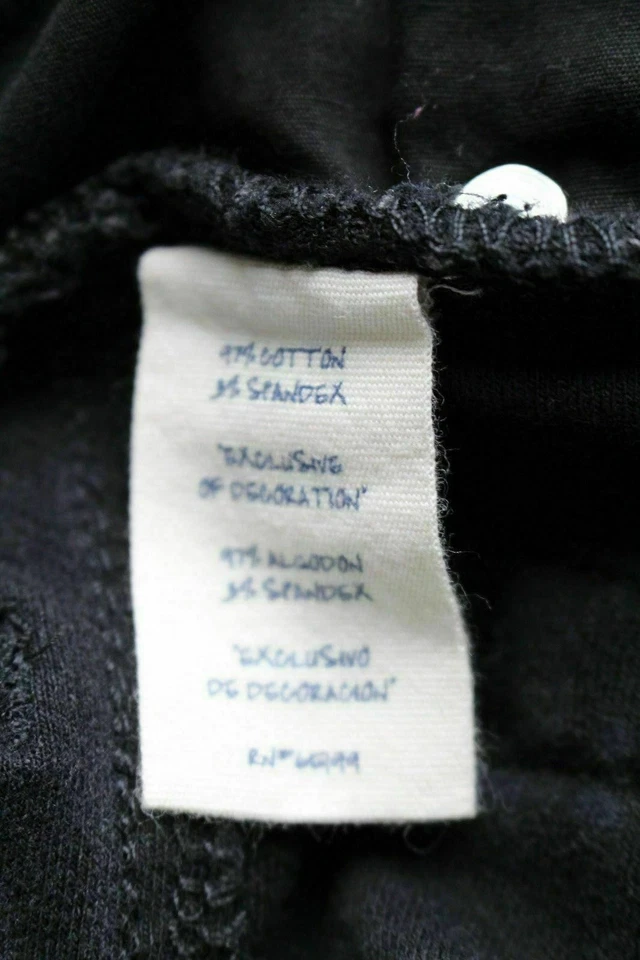 97% COTTON
3% SPANDEX
"EXCLUSIVE
OF DECORATION"
97% ALGODON
3% SPANDEX
"EXCLUSIVO
DE DECORACION"
RN#